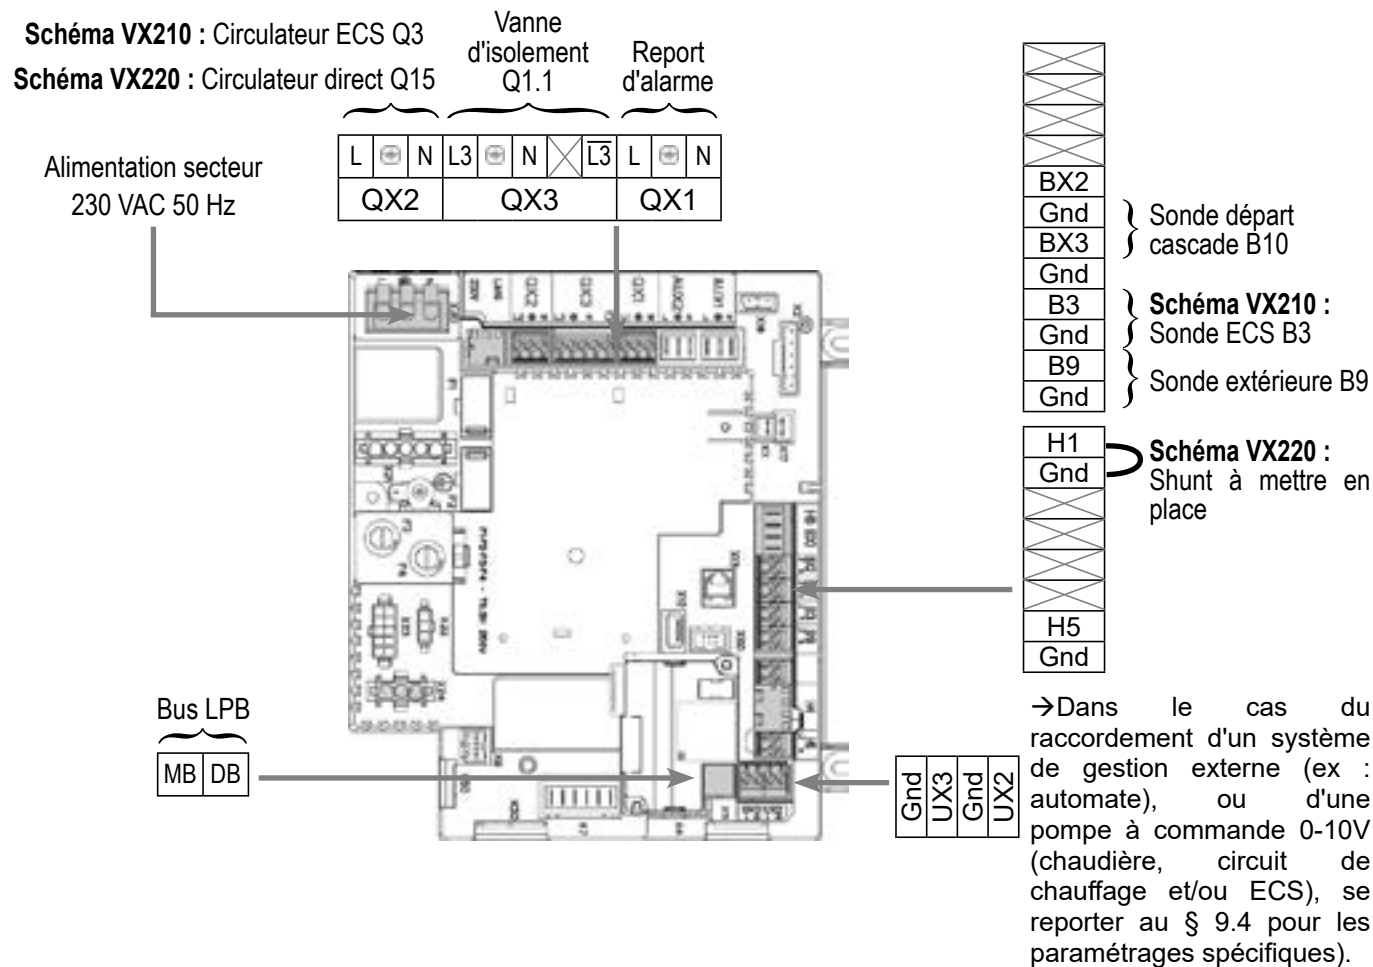 Schéma VX210 : Circulateur ECS Q3
Schéma VX220 : Circulateur direct Q15
Vanne
d'isolement
Q1.1
Report
d'alarme
L N L3 N L3 L N
QX2 QX3 QX1
Alimentation secteur
230 VAC 50 Hz
BX2
Gnd
BX3
Gnd
B3
Gnd
B9
Gnd
Sonde départ
cascade B10
Schéma VX210 :
Sonde ECS B3
Sonde extérieure B9
H1
Gnd
H5
Gnd
Schéma VX220 :
Shunt à mettre en
place
QX2 QX3 QX1 AUX2 AUX1
Bus LPB
MB DB
Gnd
UX3
Gnd
UX2
→Dans le cas du
raccordement d'un système
de gestion externe (ex :
automate), ou d'une
pompe à commande 0-10V
(chaudière, circuit de
chauffage et/ou ECS), se
reporter au § 9.4 pour les
paramétrages spécifiques).